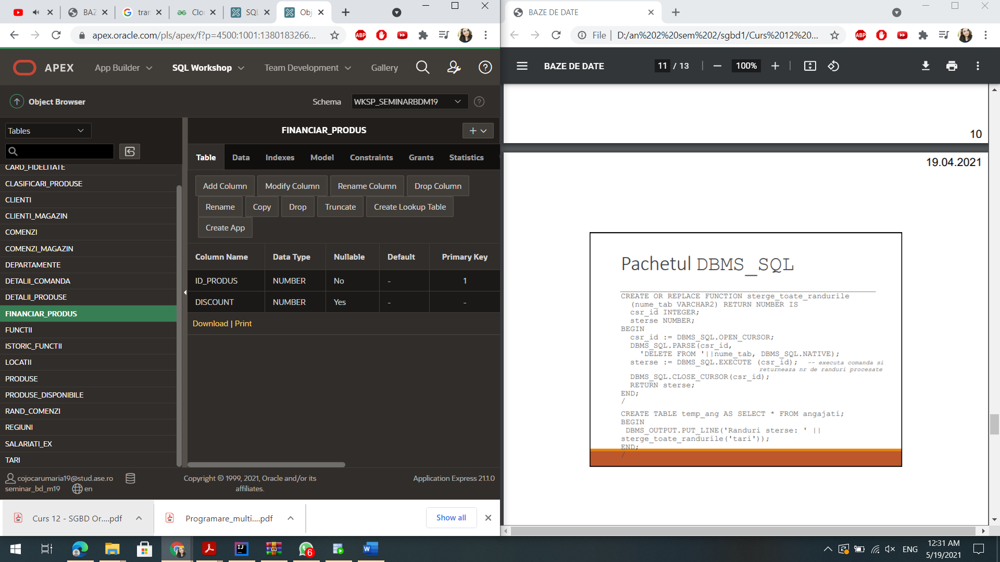 BAZ
tran
Clo
SQL
Obj
apex.oracle.com/pls/apex/f?p=4500:1001:1380183266...
ABP
APEX
App Builder
SQL Workshop
Team Development
Gallery
Object Browser
Schema
WKSP_SEMINARBDM19
Tables
CARD_FIDELITATE
CLASIFICARI_PRODUSE
CLIENTI
CLIENTI_MAGAZIN
COMENZI
COMENZI_MAGAZIN
DEPARTAMENTE
DETALII_COMANDA
DETALII_PRODUSE
FINANCIAR_PRODUS
FUNCTII
ISTORIC_FUNCTII
LOCATII
PRODUSE
PRODUSE_DISPONIBILE
RAND_COMENZI
REGIUNI
SALARIATI_EX
TARI
FINANCIAR_PRODUS
Table Data Indexes Model Constraints Grants Statistics
Add Column Modify Column Rename Column Drop Column
Rename Copy Drop Truncate Create Lookup Table
Create App
Column Name Data Type Nullable Default Primary Key
ID_PRODUS NUMBER No - 1
DISCOUNT NUMBER Yes - -
Download | Print
cojocarumaria19@stud.ase.ro
seminar_bd_m19 en
Copyright © 1999, 2021, Oracle and/or its
affiliates.
Application Express 21.1.0
Curs 12 - SGBD Or....pdf
Programare_multi....pdf
Show all
BAZE DE DATE
File | D:/an%202%20sem%202/sgbd1/Curs%2012%20...
ABP
BAZE DE DATE
11 / 13
100%
10
19.04.2021
Pachetul DBMS_SQL
CREATE OR REPLACE FUNCTION sterge_toate_randurile
(nume_tab VARCHAR2) RETURN NUMBER IS
csr_id INTEGER;
sterse NUMBER;
BEGIN
csr_id := DBMS_SQL.OPEN_CURSOR;
DBMS_SQL.PARSE(csr_id,
'DELETE FROM '||nume_tab, DBMS_SQL.NATIVE);
sterse := DBMS_SQL.EXECUTE (csr_id); -- executa comanda si
returneaza nr de randuri procesate
DBMS_SQL.CLOSE_CURSOR(csr_id);
RETURN sterse;
END;
/
CREATE TABLE temp_ang AS SELECT * FROM angajati;
BEGIN
DBMS_OUTPUT.PUT_LINE('Randuri sterse: ' ||
sterge_toate_randurile('tari'));
END;
/
6
ENG
12:31 AM
5/19/2021